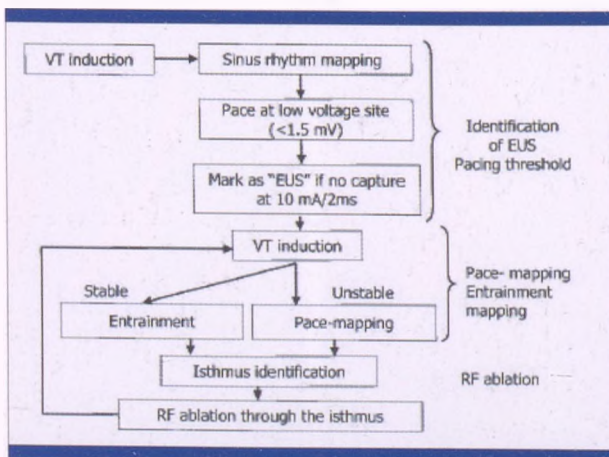 VT induction
Sinus rhythm mapping
Pace at low voltage site
(<1.5 mV)
Mark as "EUS" if no capture
at 10 mA/2ms
Identification
of EUS
Pacing threshold
VT induction
Stable
Unstable
Entrainment
Pace-mapping
Pace- mapping
Entrainment
mapping
Isthmus identification
RF ablation
RF ablation through the isthmus